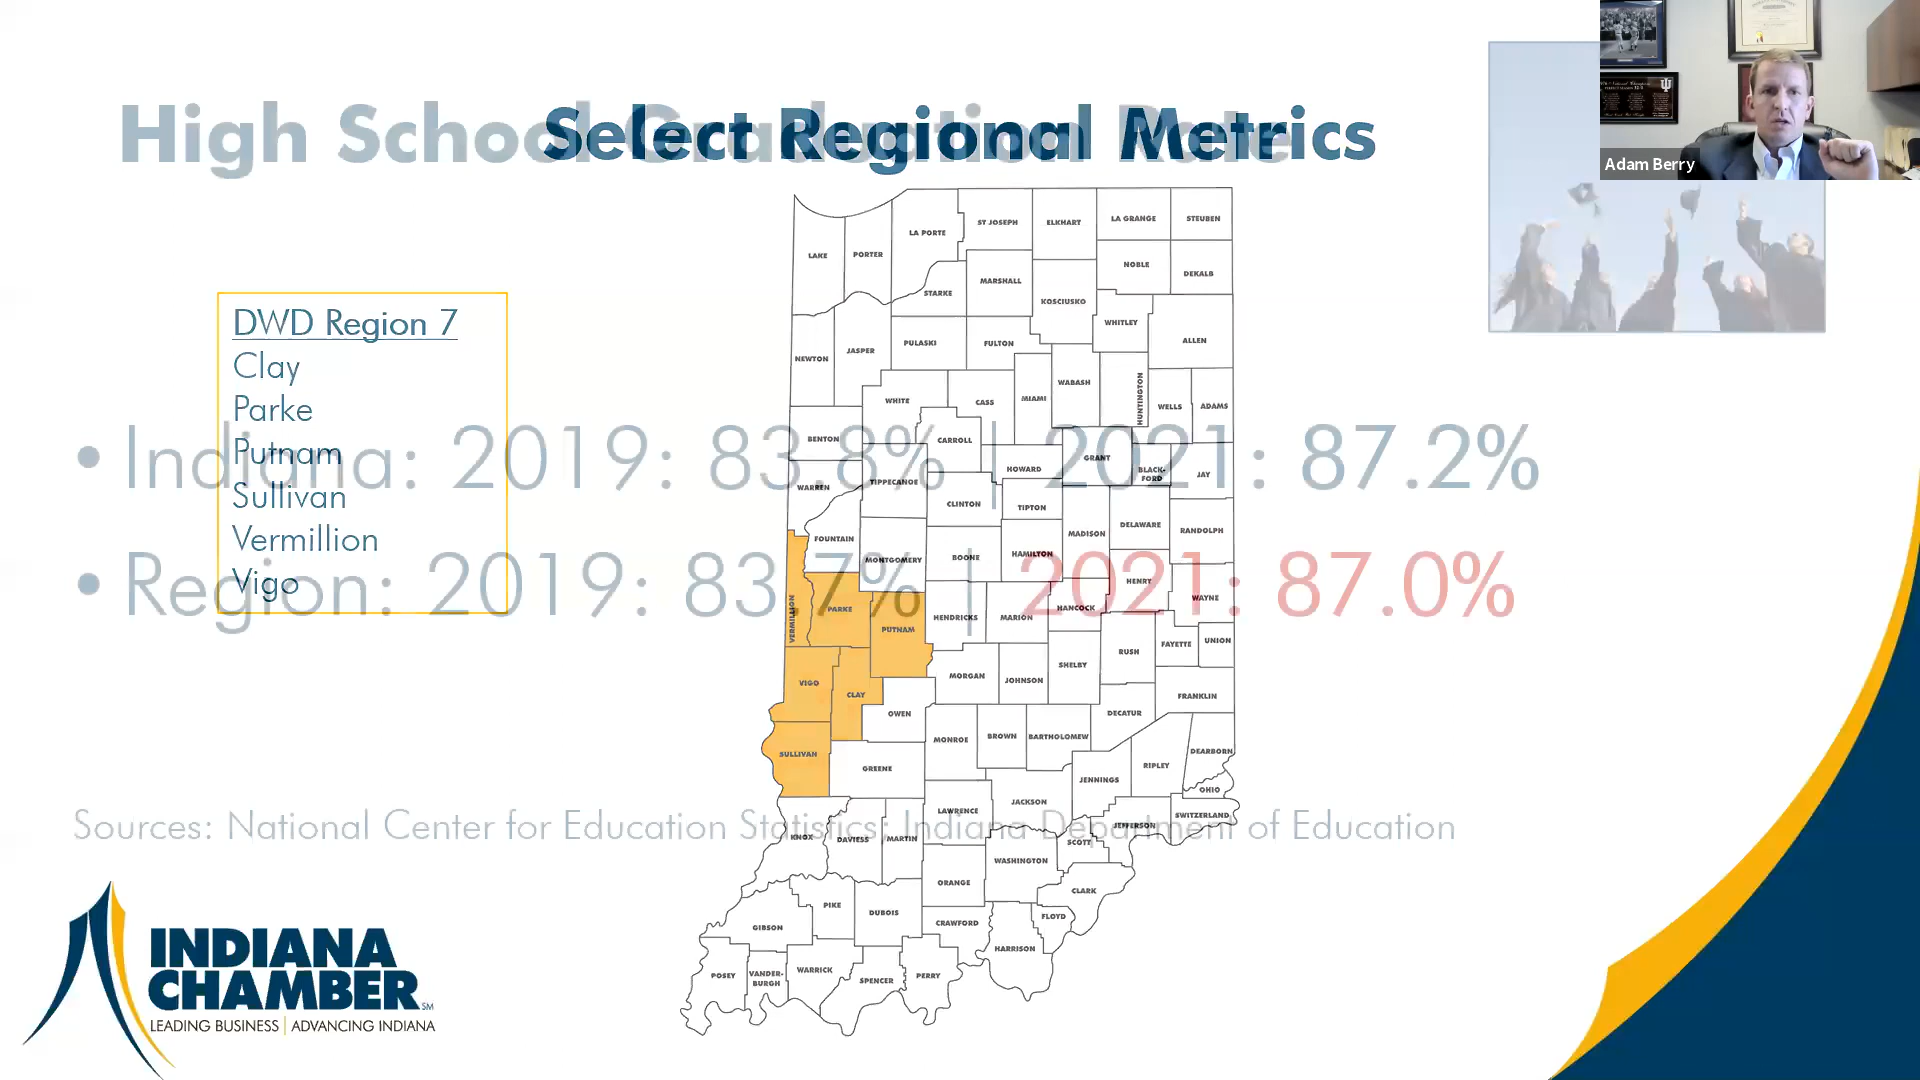 High School Graduation Rate
Select Regional Metrics
Adam Berry
DWD Region 7
Clay
Parke
Putnam
Sullivan
Vermillion
Vigo
• Indiana: 2019: 83.8% | 2021: 87.2%
• Region: 2019: 83.7% | 2021: 87.0%
LAKE
PORTER
LA PORTE
ST JOSEPH
ELKHART
LA GRANGE
STEUBEN
STARKE
MARSHALL
KOSCIUSKO
NOBLE
DEKALB
WHITLEY
ALLEN
NEWTON
JASPER
PULASKI
FULTON
WHITE
CASS
MIAMI
WABASH
HUNTINGTON
WELLS
ADAMS
BENTON
CARROLL
HOWARD
GRANT
BLACK-
FORD
JAY
WARREN
TIPPECANOE
CLINTON
TIPTON
MADISON
DELAWARE
RANDOLPH
FOUNTAIN
MONTGOMERY
BOONE
HAMILTON
HENRY
WAYNE
VERMILLION
PARKE
PUTNAM
HENDRICKS
MARION
HANCOCK
RUSH
FAYETTE
UNION
VIGO
CLAY
OWEN
MORGAN
JOHNSON
SHELBY
DECATUR
FRANKLIN
SULLIVAN
GREENE
MONROE
BROWN
BARTHOLOMEW
JENNINGS
RIPLEY
DEARBORN
OHIO
SWITZERLAND
KNOX
DAVIESS
MARTIN
LAWRENCE
JACKSON
JEFFERSON
SCOTT
WASHINGTON
ORANGE
CLARK
FLOYD
GIBSON
PIKE
DUBOIS
CRAWFORD
HARRISON
POSEY
VANDER-
BURGH
WARRICK
SPENCER
PERRY
Sources: National Center for Education Statistics; Indiana Department of Education
INDIANA
CHAMBER SM
LEADING BUSINESS | ADVANCING INDIANA